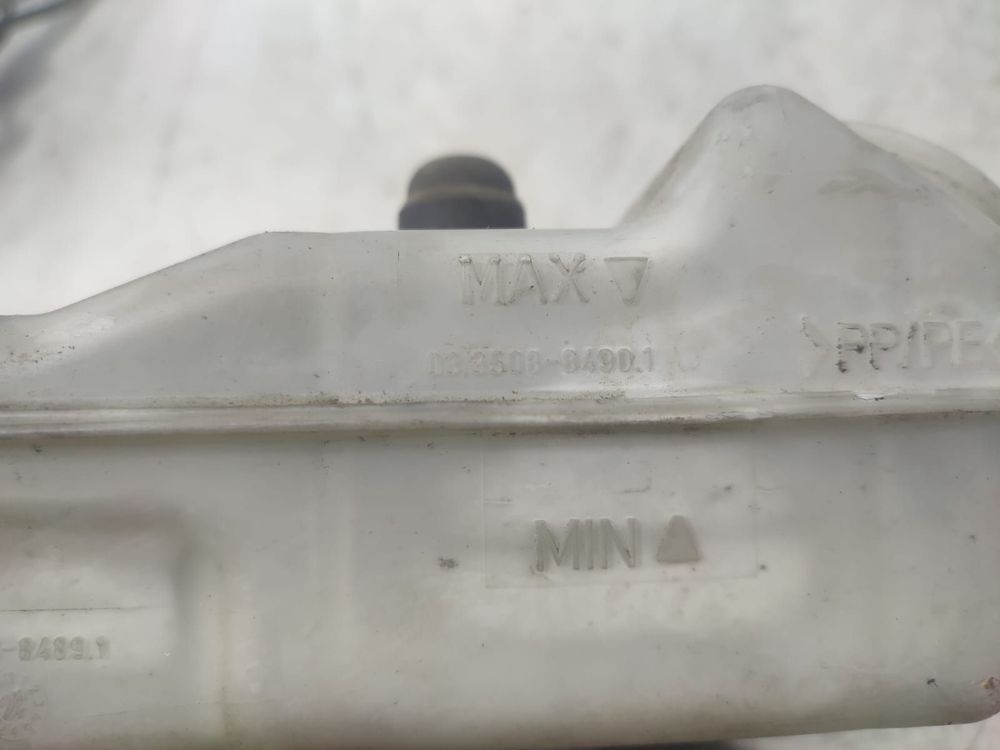 MAX ▽
03.3508-8490.1
>PP/PE<
MIN △
-8489.1